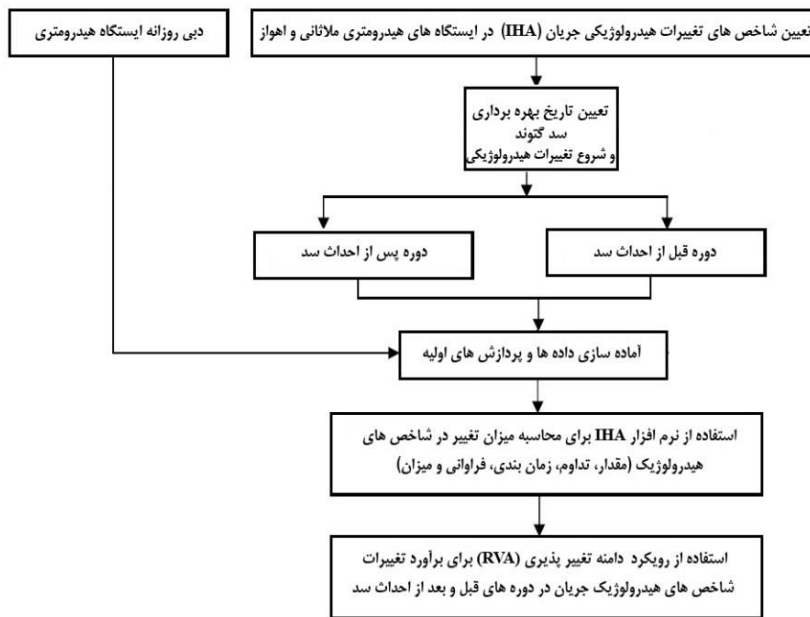 تعیین شاخص های تغییرات هیدرولوژیکی جریان (IHA) در ایستگاه های هیدرومتری ملاثانی و اهواز
دبی روزانه ایستگاه هیدرومتری
تعیین تاریخ بهره برداری
سد گتوند
و شروع تغییرات هیدرولوژیکی
دوره قبل از احداث سد
دوره پس از احداث سد
آماده سازی داده ها و پردازش های اولیه
استفاده از نرم افزار IHA برای محاسبه میزان تغییر در شاخص های
هیدرولوژیک (مقدار، تداوم، زمان بندی، فراوانی و میزان)
استفاده از رویکرد دامنه تغییر پذیری (RVA) برای برآورد تغییرات
شاخص های هیدرولوژیک جریان در دوره های قبل و بعد از احداث سد